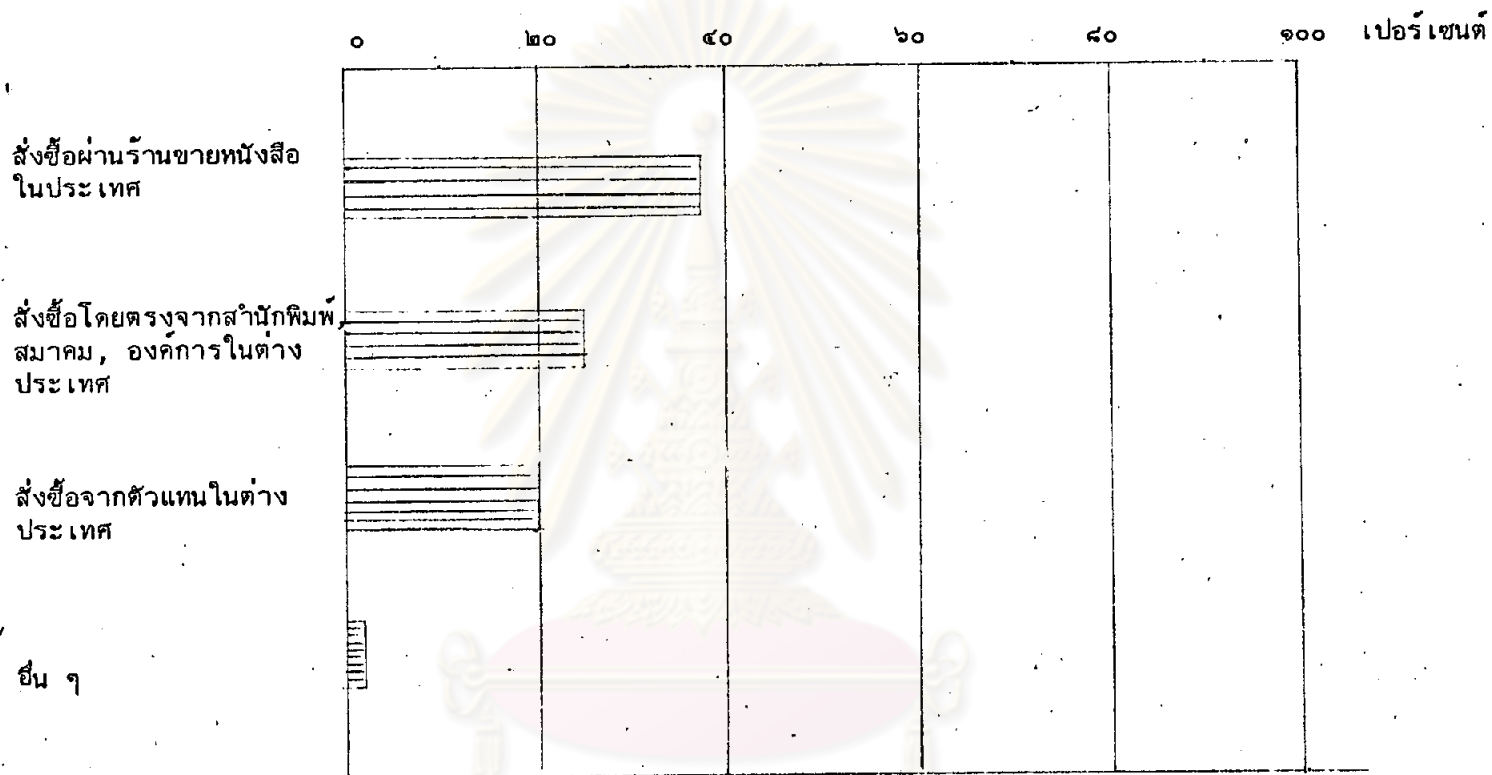 ๐ ๒๐ ๔๐ ๖๐ ๘๐ ๑๐๐ เปอร์เซนต์
สั่งซื้อผ่านร้านขายหนังสือ
ในประเทศ
สั่งซื้อโดยตรงจากสำนักพิมพ์,
สมาคม, องค์การในต่าง
ประเทศ
สั่งซื้อจากตัวแทนในต่าง
ประเทศ
อื่น ๆ